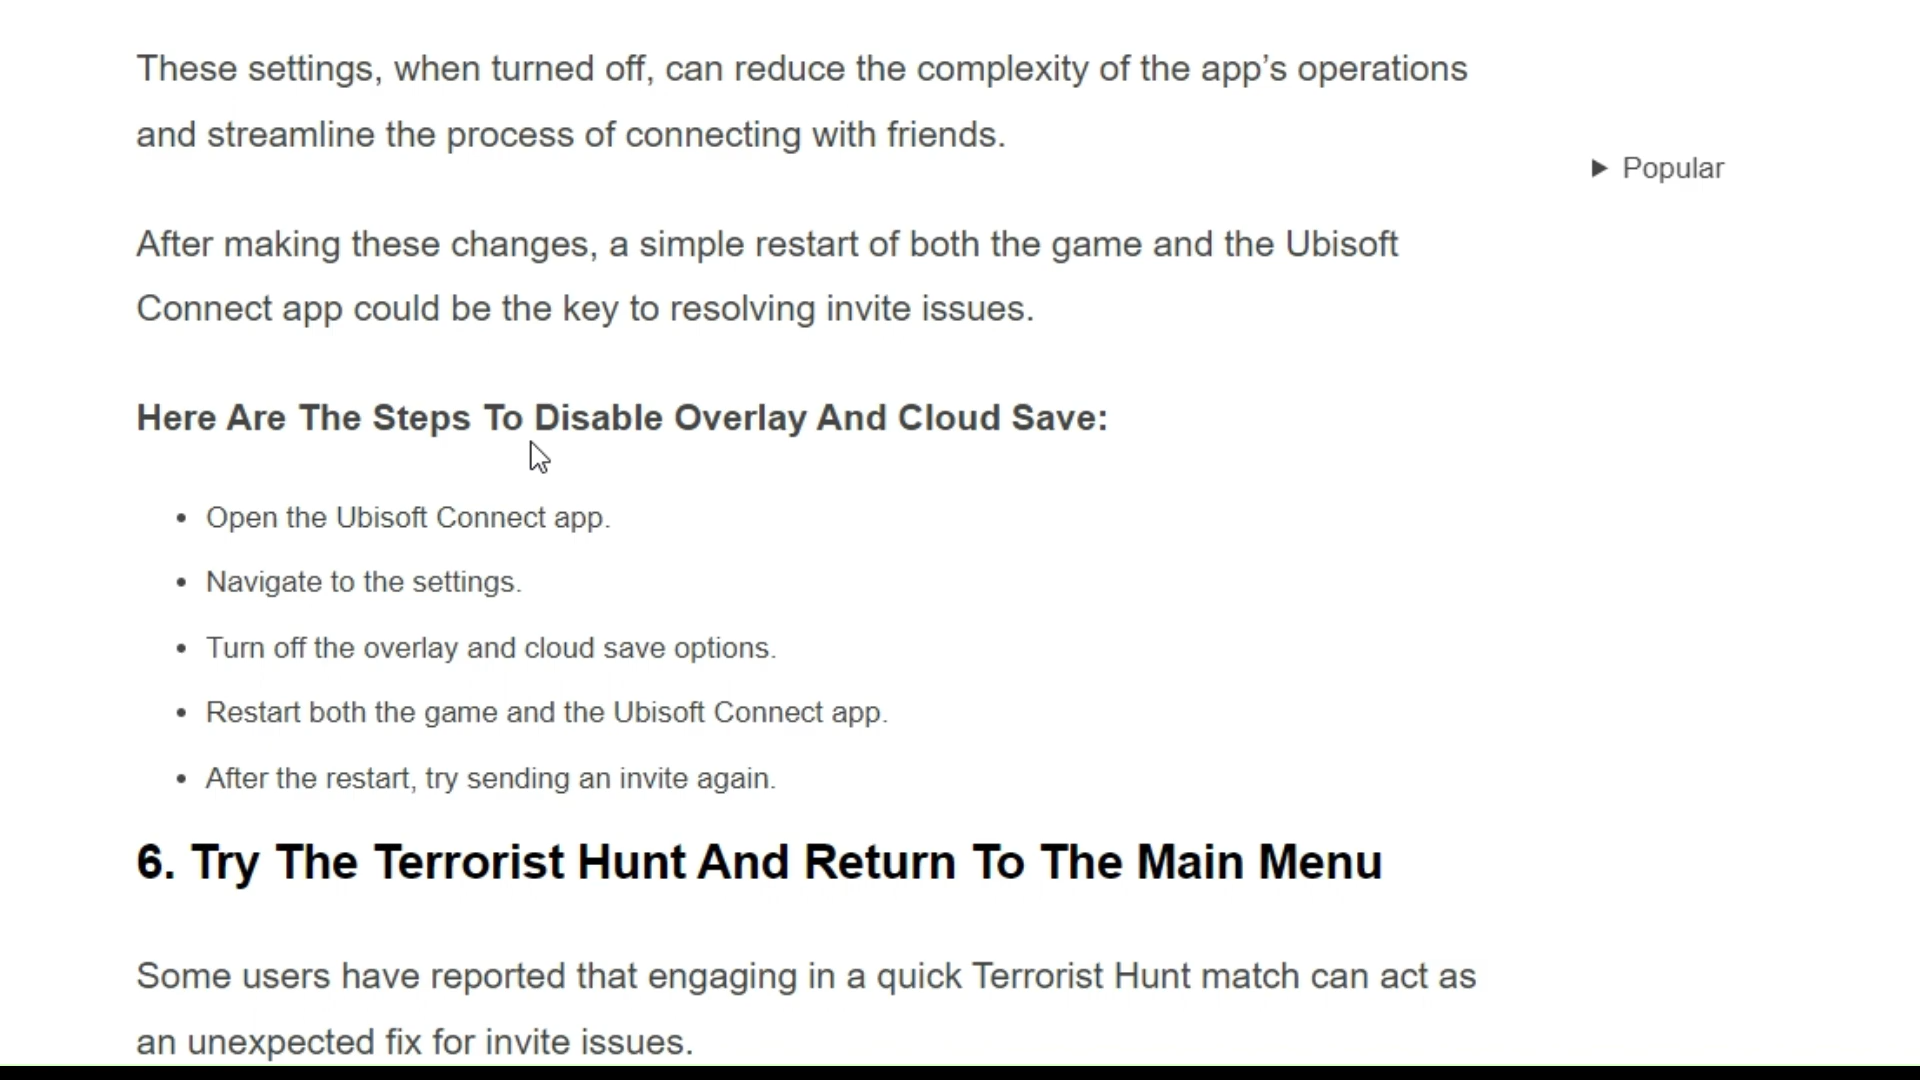 These settings, when turned off, can reduce the complexity of the app’s operations
and streamline the process of connecting with friends.
Popular
After making these changes, a simple restart of both the game and the Ubisoft
Connect app could be the key to resolving invite issues.
Here Are The Steps To Disable Overlay And Cloud Save:
Open the Ubisoft Connect app.
Navigate to the settings.
Turn off the overlay and cloud save options.
Restart both the game and the Ubisoft Connect app.
After the restart, try sending an invite again.
6. Try The Terrorist Hunt And Return To The Main Menu
Some users have reported that engaging in a quick Terrorist Hunt match can act as
an unexpected fix for invite issues.